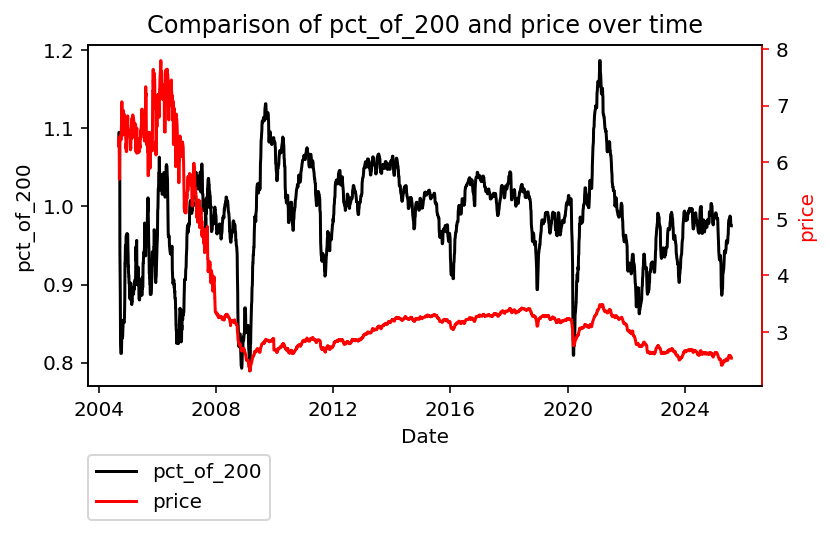 Comparison of pct_of_200 and price over time
1.2
1.1
1.0
0.9
0.8
pct_of_200
8
7
6
5
4
3
price
2004 2008 2012 2016 2020 2024
Date
pct_of_200
price